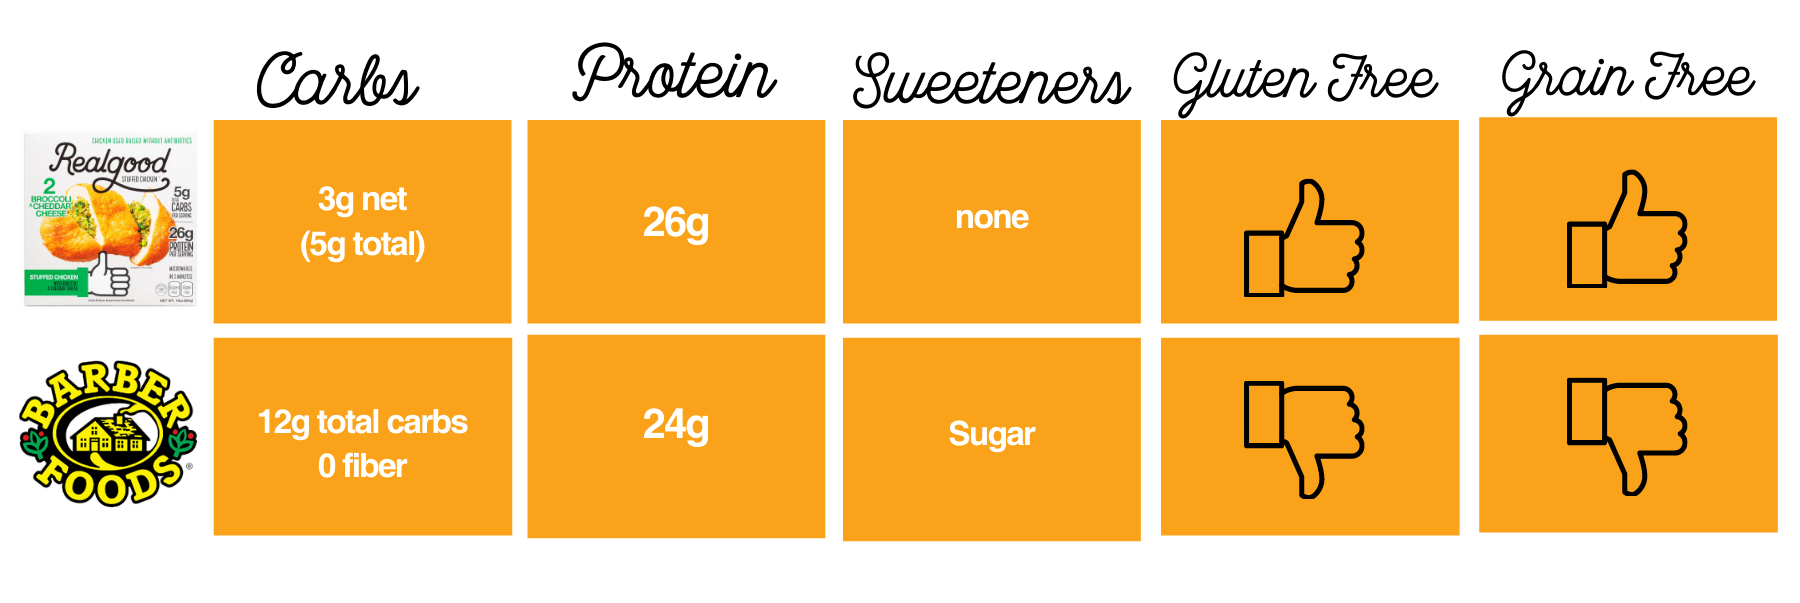 Carbs
Protein
Sweeteners
Gluten Free
Grain Free
CHICKEN USED RAISED WITHOUT ANTIBIOTICS
Realgood
STUFFED CHICKEN
2
BROCCOLI
& CHEDDAR
CHEESE
5g
CARBS
PER SERVING
26g
PROTEIN
PER SERVING
STUFFED CHICKEN
3g net
(5g total)
26g
none
BARBER
FOODS
®
12g total carbs
0 fiber
24g
Sugar